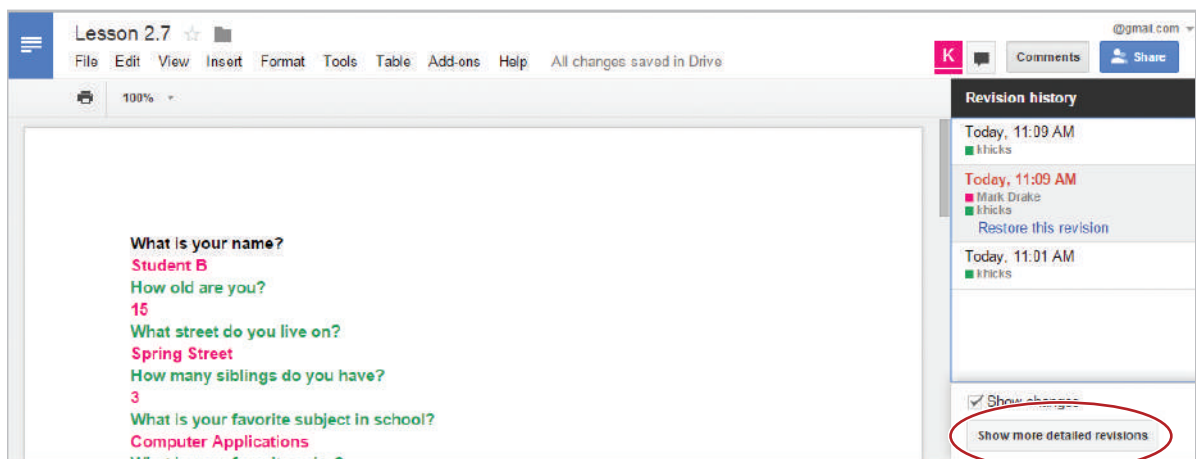 Lesson 2.7
@gmail.com
File Edit View Insert Format Tools Table Add-ons Help All changes saved in Drive
K
Comments
Share
100%
Revision history
Today, 11:09 AM
khicks
Today, 11:09 AM
Mark Drake
khicks
Restore this revision
Today, 11:01 AM
khicks
What is your name?
Student B
How old are you?
15
What street do you live on?
Spring Street
How many siblings do you have?
3
What is your favorite subject in school?
Computer Applications
Show changes
Show more detailed revisions